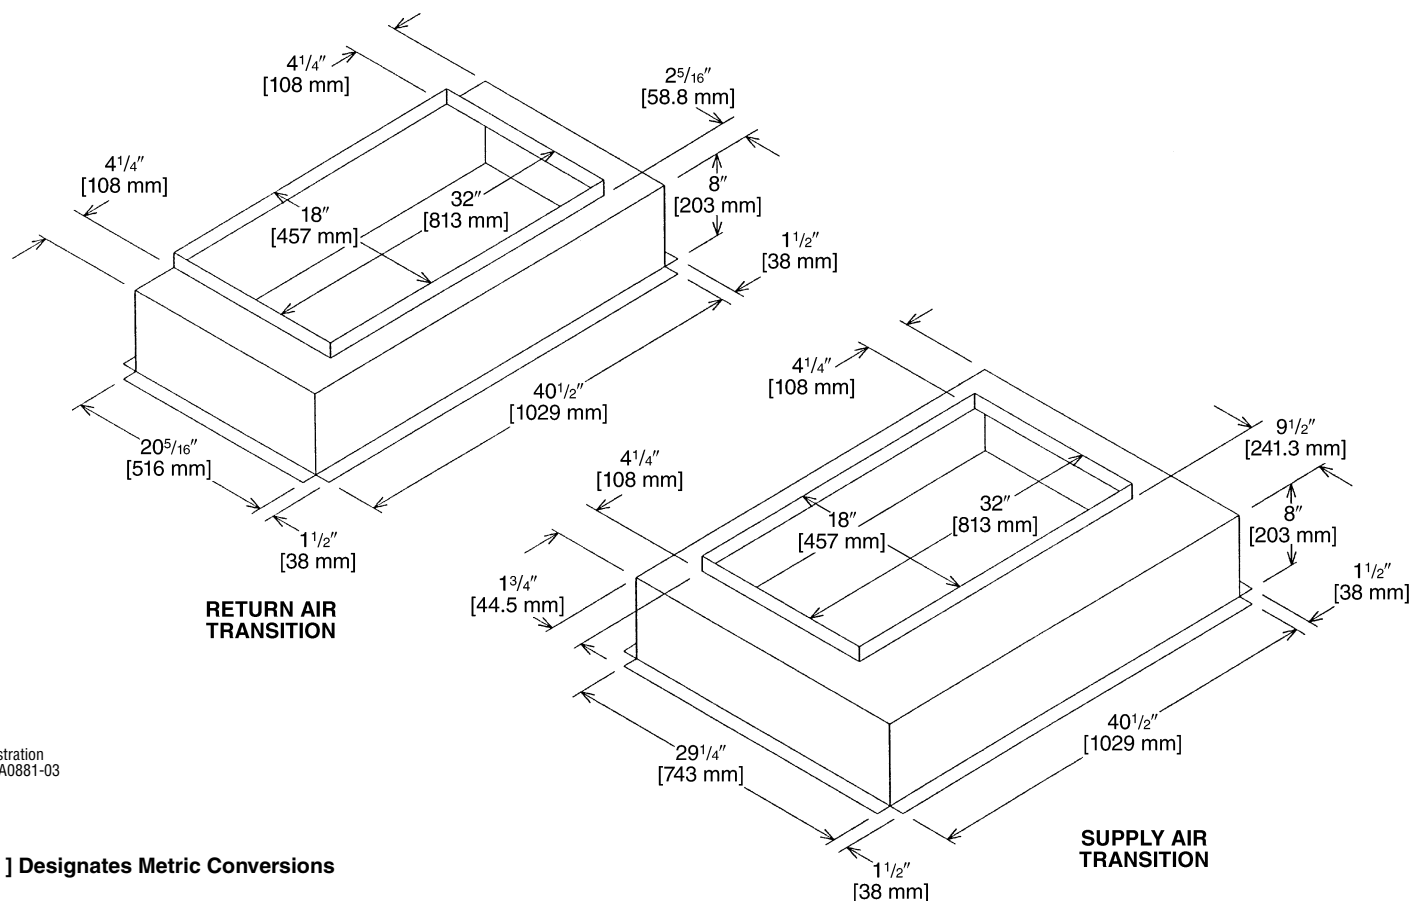 4 1/4″
[108 mm]
2 5/16″
[58.8 mm]
4 1/4″
[108 mm]
32″
[813 mm]
18″
[457 mm]
8″
[203 mm]
1 1/2″
[38 mm]
40 1/2″
[1029 mm]
20 5/16″
[516 mm]
1 1/2″
[38 mm]
RETURN AIR
TRANSITION
4 1/4″
[108 mm]
9 1/2″
[241.3 mm]
4 1/4″
[108 mm]
32″
[813 mm]
18″
[457 mm]
8″
[203 mm]
1 3/4″
[44.5 mm]
1 1/2″
[38 mm]
40 1/2″
[1029 mm]
29 1/4″
[743 mm]
1 1/2″
[38 mm]
SUPPLY AIR
TRANSITION
stration
A0881-03
] Designates Metric Conversions